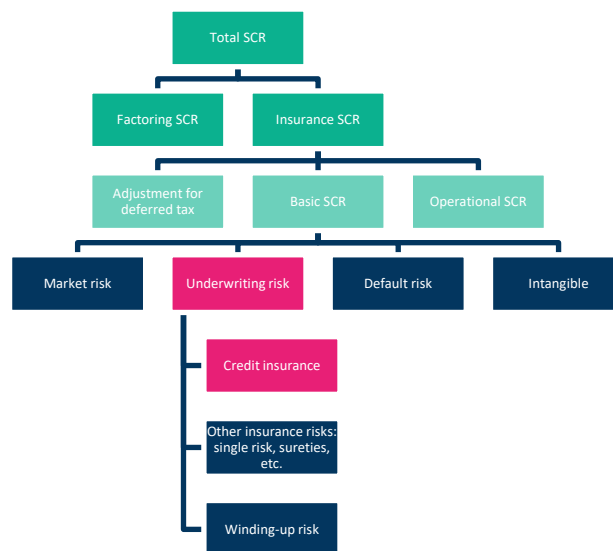 Total SCR
Factoring SCR
Insurance SCR
Adjustment for
deferred tax
Basic SCR
Operational SCR
Market risk
Underwriting risk
Default risk
Intangible
Credit insurance
Other insurance risks:
single risk, sureties,
etc.
Winding-up risk